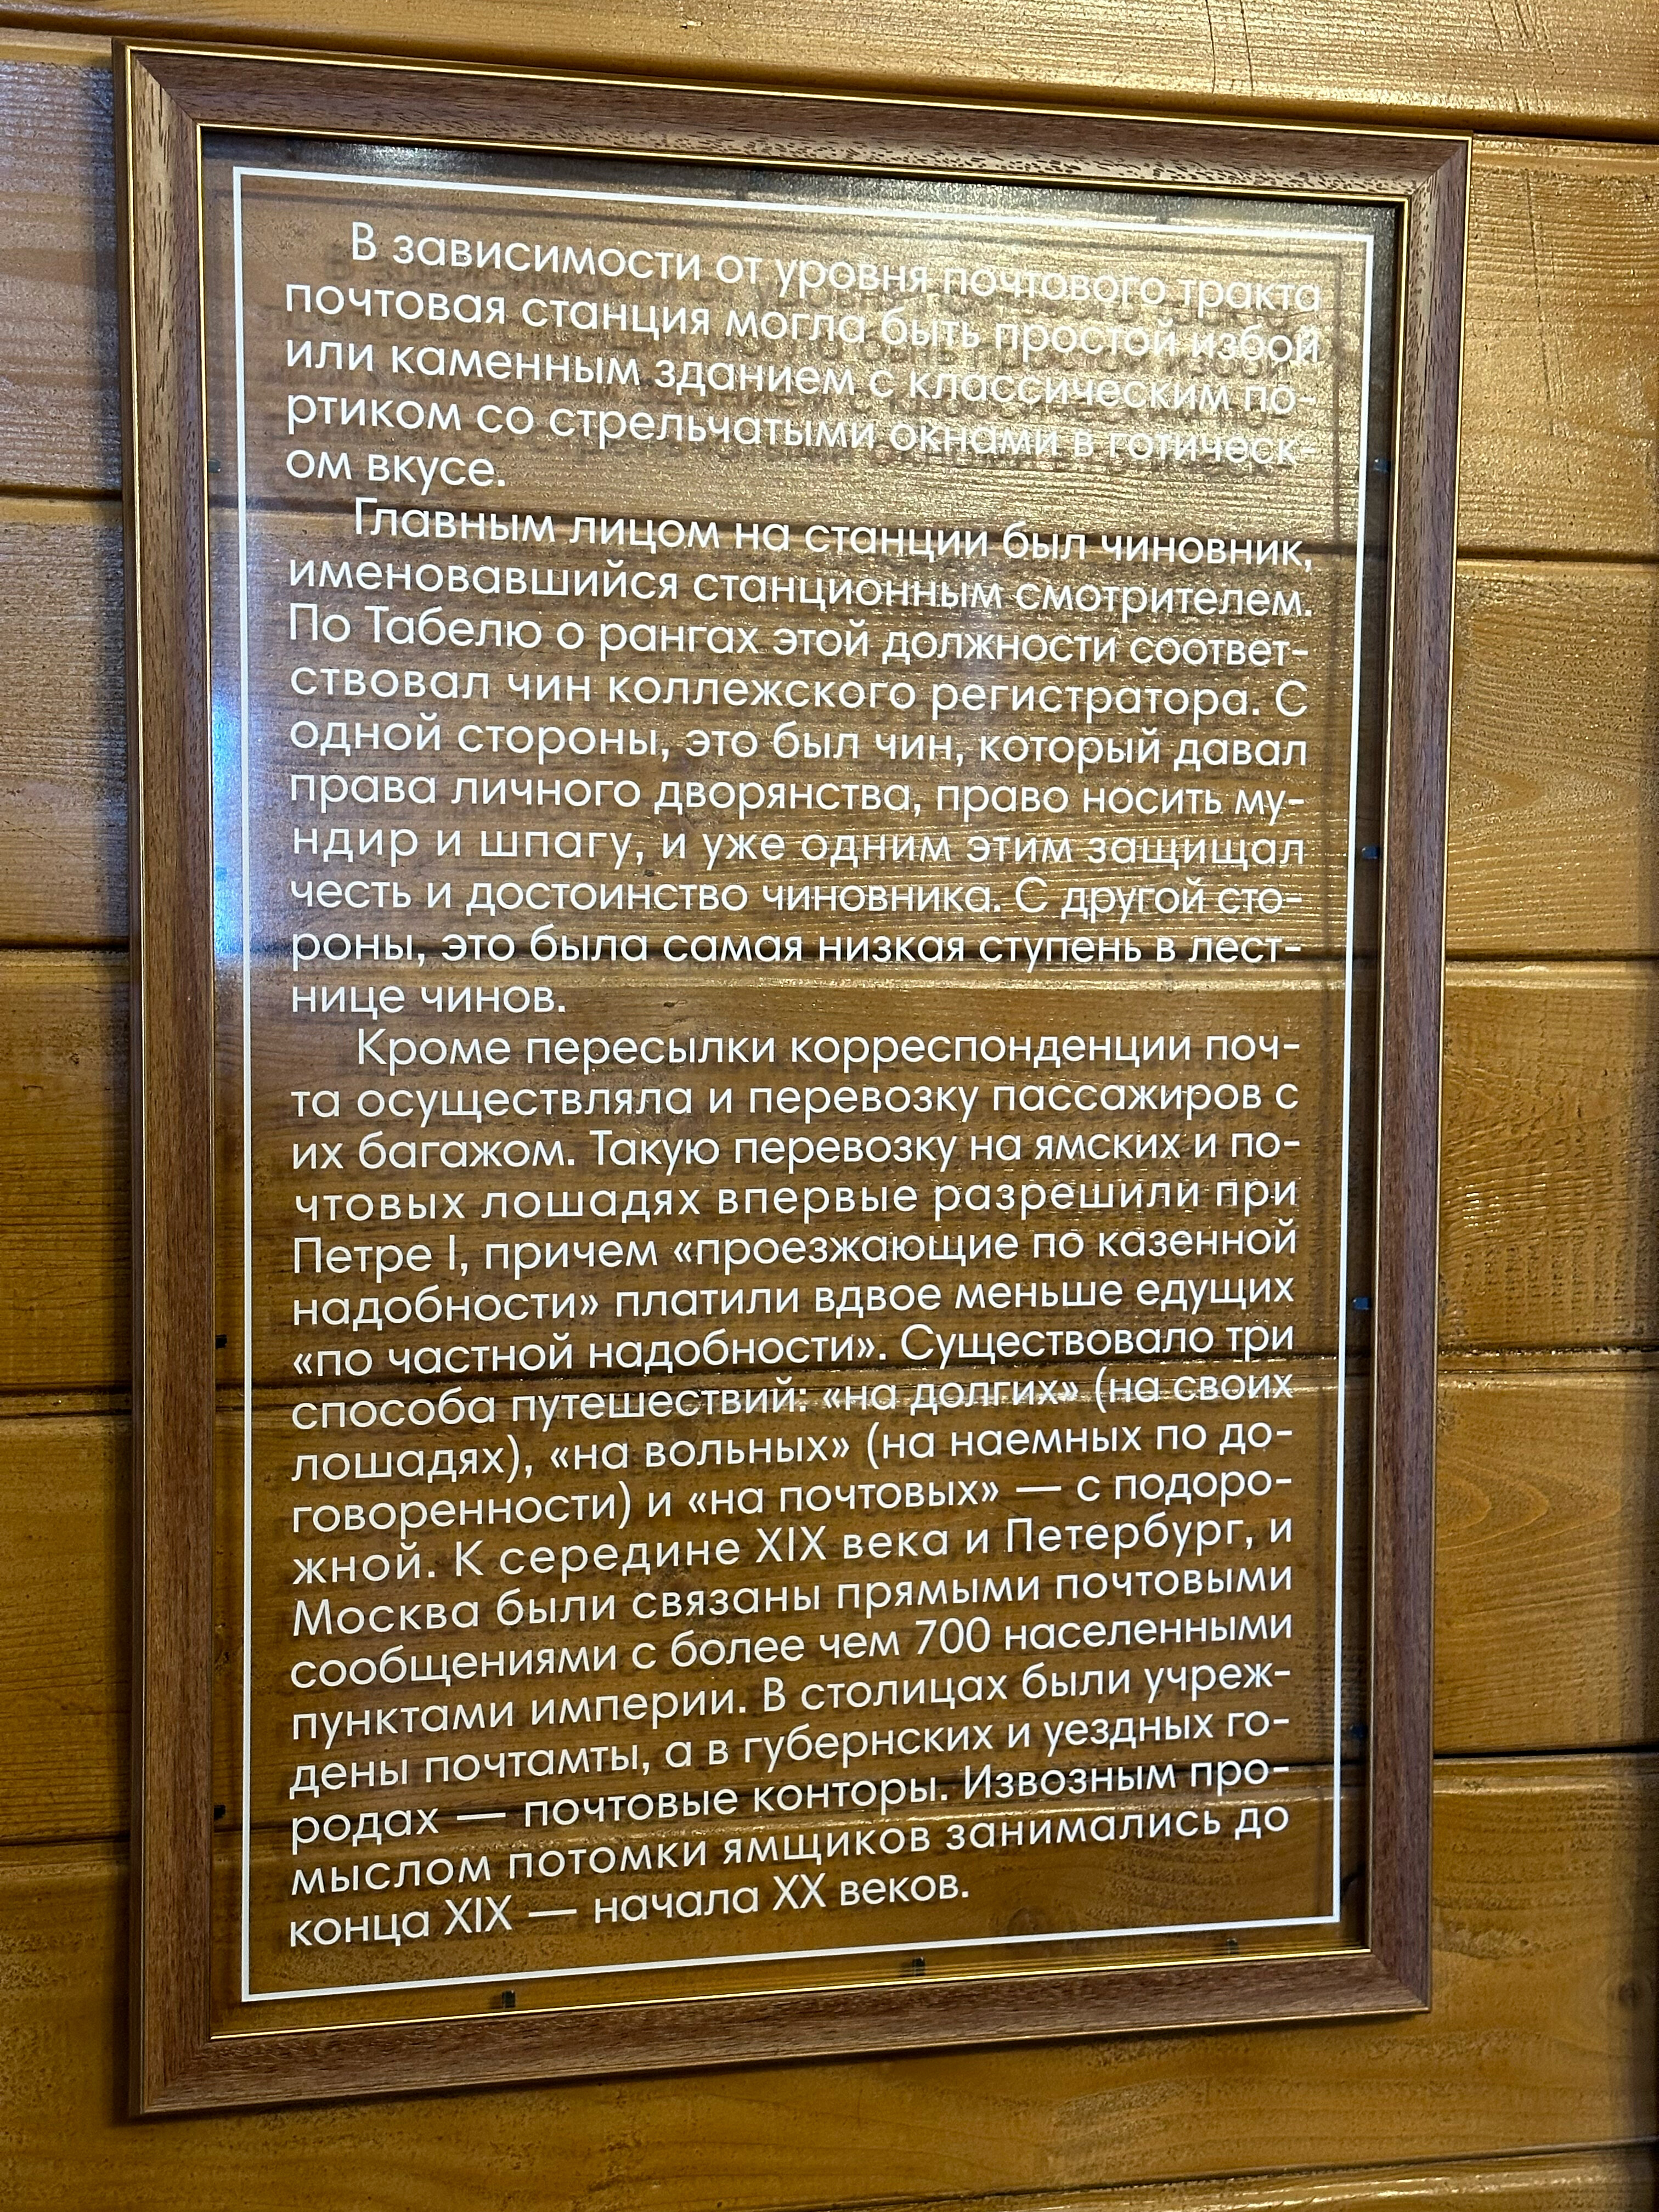 В зависимости от уровня почтового тракта
почтовая станция могла быть простой избой
или каменным зданием с классическим по-
ртиком со стрельчатыми окнами в готическ-
ом вкусе.
Главным лицом на станции был чиновник,
именовавшийся станционным смотрителем.
По Табелю о рангах этой должности соответ-
ствовал чин коллежского регистратора. С
одной стороны, это был чин, который давал
права личного дворянства, право носить му-
ндир и шпагу, и уже одним этим защищал
честь и достоинство чиновника. С другой сто-
роны, это была самая низкая ступень в лест-
нице чинов.
Кроме пересылки корреспонденции поч-
та осуществляла и перевозку пассажиров с
их багажом. Такую перевозку на ямских и по-
чтовых лошадях впервые разрешили при
Петре I, причем «проезжающие по казенной
надобности» платили вдвое меньше едущих
«по частной надобности». Существовало три
способа путешествий: «на долгих» (на своих
лошадях), «на вольных» (на наемных по до-
говоренности) и «на почтовых» — с подоро-
жной. К середине XIX века и Петербург, и
Москва были связаны прямыми почтовыми
сообщениями с более чем 700 населенными
пунктами империи. В столицах были учреж-
дены почтамты, а в губернских и уездных го-
родах — почтовые конторы. Извозным про-
мыслом потомки ямщиков занимались до
конца XIX — начала XX веков.